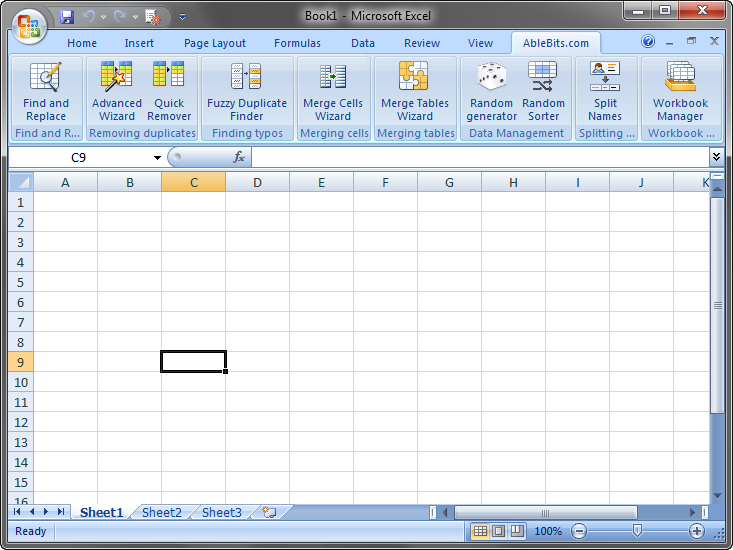 Book1 - Microsoft Excel
Home Insert Page Layout Formulas Data Review View AbleBits.com
Find and Replace
Advanced Wizard
Quick Remover
Fuzzy Duplicate Finder
Merge Cells Wizard
Merge Tables Wizard
Random generator
Random Sorter
Split Names
Workbook Manager
Find and R... Removing duplicates Finding typos Merging cells Merging tables Data Management Splitting ... Workbook ...
C9 fx
A B C D E F G H I J K
1
2
3
4
5
6
7
8
9
10
11
12
13
14
15
16
Sheet1 Sheet2 Sheet3
Ready 100%